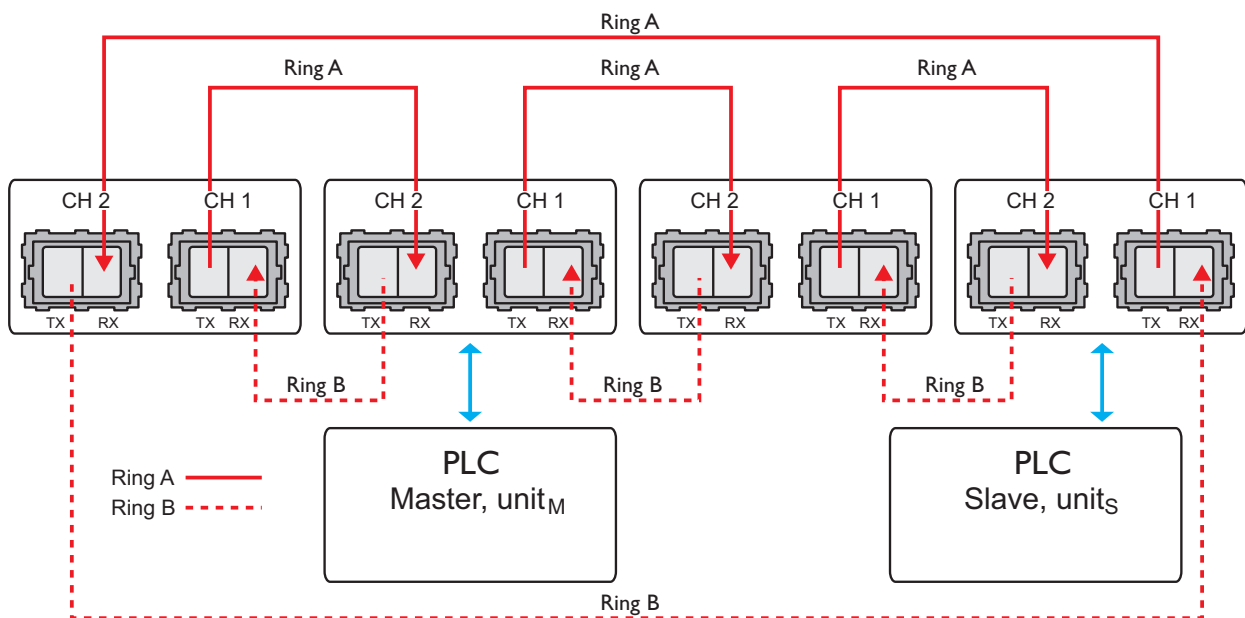 Ring A
Ring A Ring A Ring A
CH 2 CH 1 CH 2 CH 1 CH 2 CH 1 CH 2 CH 1
TX RX TX RX TX RX TX RX TX RX TX RX TX RX TX RX
Ring B Ring B Ring B
PLC
Master, unitM
PLC
Slave, unitS
Ring A
Ring B
Ring B